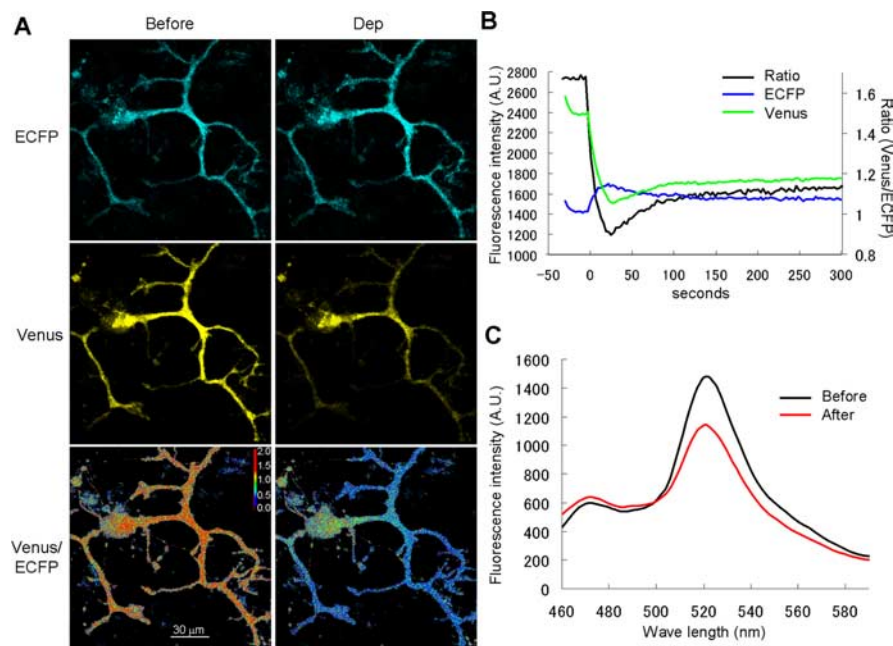 A
Before
Dep
ECFP
Venus
Venus/
ECFP
2.0
1.5
1.0
0.5
0.0
30 μm
B
Fluorescence intensity (A.U.)
2800
2600
2400
2200
2000
1800
1600
1400
1200
1000
Ratio
ECFP
Venus
1.6
1.4
1.2
1
0.8
Ratio (Venus/ECFP)
-50 0 50 100 150 200 250 300
seconds
C
Fluorescence intensity (A.U.)
1600
1400
1200
1000
800
600
400
200
0
Before
After
460 480 500 520 540 560 580
Wave length (nm)